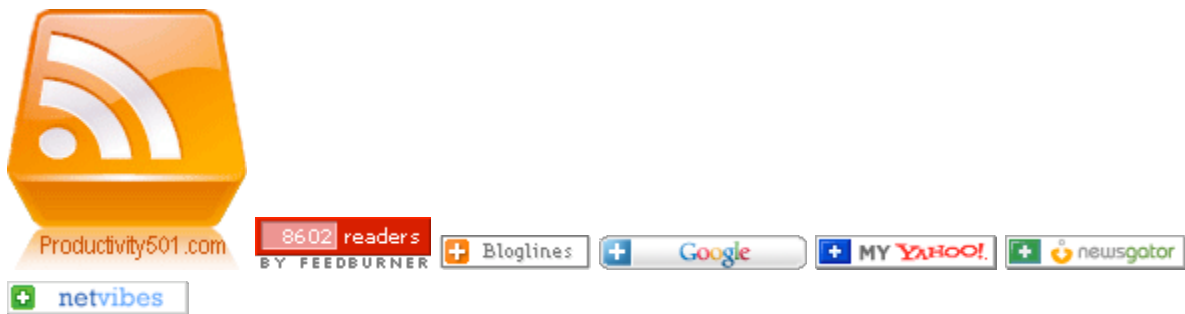 Productivity501.com
8602 readers
BY FEEDBURNER
Bloglines
Google
MY YAHOO!
newsgator
netvibes